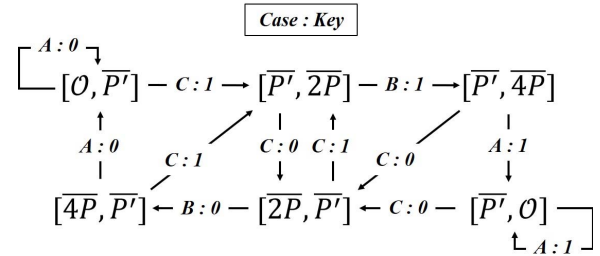 Case : Key
A : 0
[𝒪, P̅'̅] C : 1 [P̅'̅, 2̅P̅] B : 1 [P̅'̅, 4̅P̅]
A : 0 C : 1 C : 0 C : 1 C : 0 A : 1
[4̅P̅, P̅'̅] B : 0 [2̅P̅, P̅'̅] C : 0 [P̅'̅, 𝒪]
A : 1